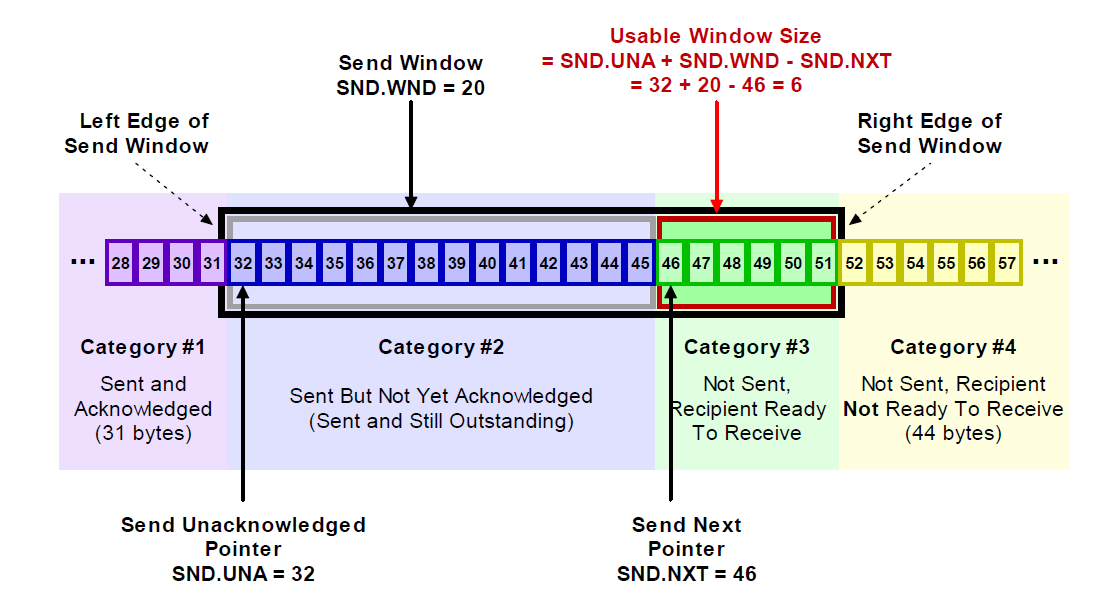 Usable Window Size
= SND.UNA + SND.WND - SND.NXT
= 32 + 20 - 46 = 6
Send Window
SND.WND = 20
Left Edge of
Send Window
Right Edge of
Send Window
... 28 29 30 31 32 33 34 35 36 37 38 39 40 41 42 43 44 45 46 47 48 49 50 51 52 53 54 55 56 57 ...
Category #1
Sent and
Acknowledged
(31 bytes)
Category #2
Sent But Not Yet Acknowledged
(Sent and Still Outstanding)
Category #3
Not Sent,
Recipient Ready
To Receive
Category #4
Not Sent, Recipient
Not Ready To Receive
(44 bytes)
Send Unacknowledged
Pointer
SND.UNA = 32
Send Next
Pointer
SND.NXT = 46